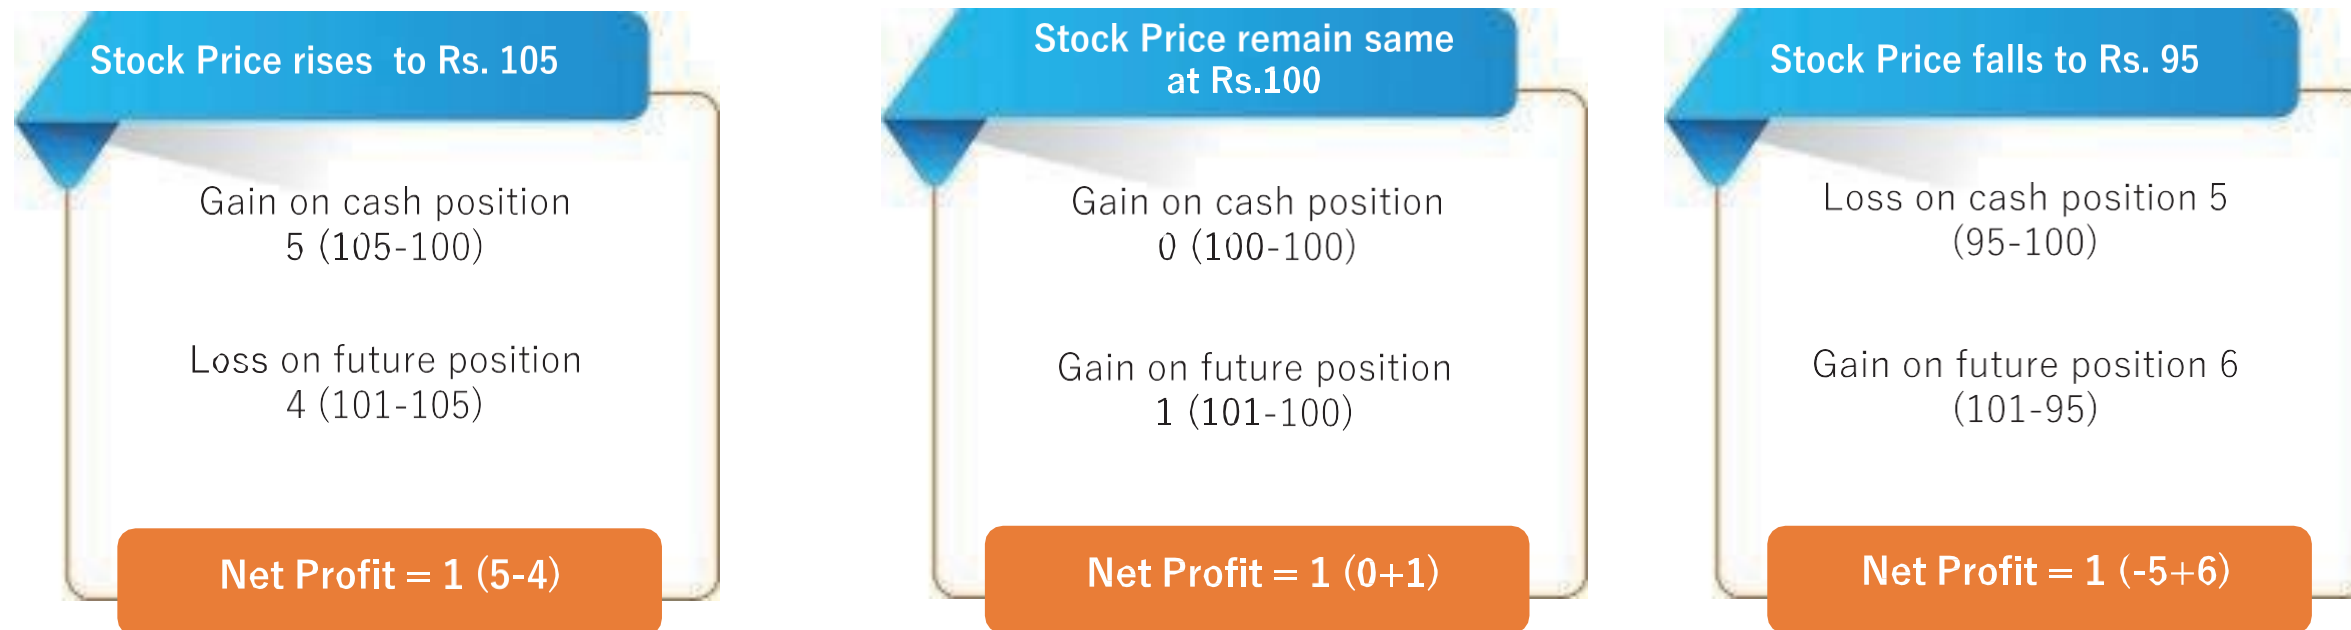 Stock Price rises to Rs. 105
Gain on cash position
5 (105-100)
Loss on future position
4 (101-105)
Net Profit = 1 (5-4)
Stock Price remain same
at Rs.100
Gain on cash position
0 (100-100)
Gain on future position
1 (101-100)
Net Profit = 1 (0+1)
Stock Price falls to Rs. 95
Loss on cash position 5
(95-100)
Gain on future position 6
(101-95)
Net Profit = 1 (-5+6)